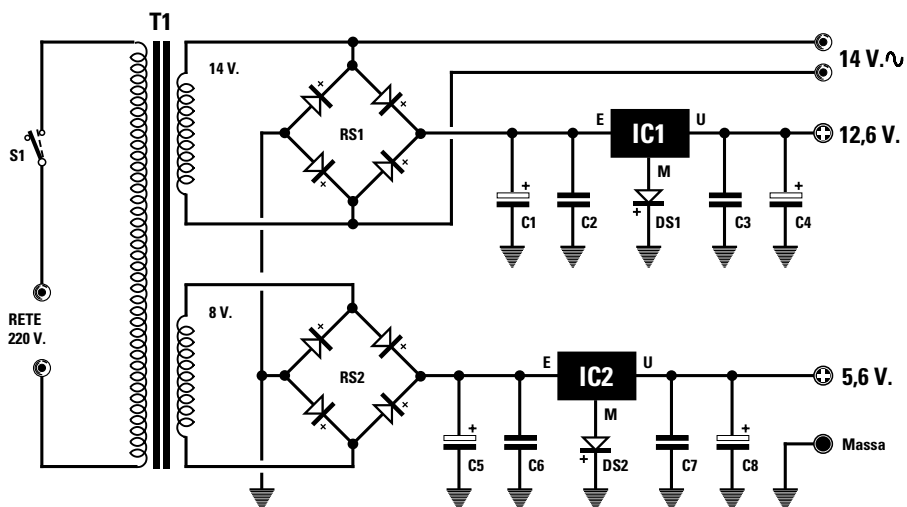 T1
14 V.
14 V.∿
RS1
E
IC1
U
12,6 V.
S1
M
+
C1
C2
+
DS1
C3
+
C4
8 V.
RETE
220 V.
RS2
E
IC2
U
5,6 V.
M
+
C5
C6
+
DS2
C7
+
C8
Massa